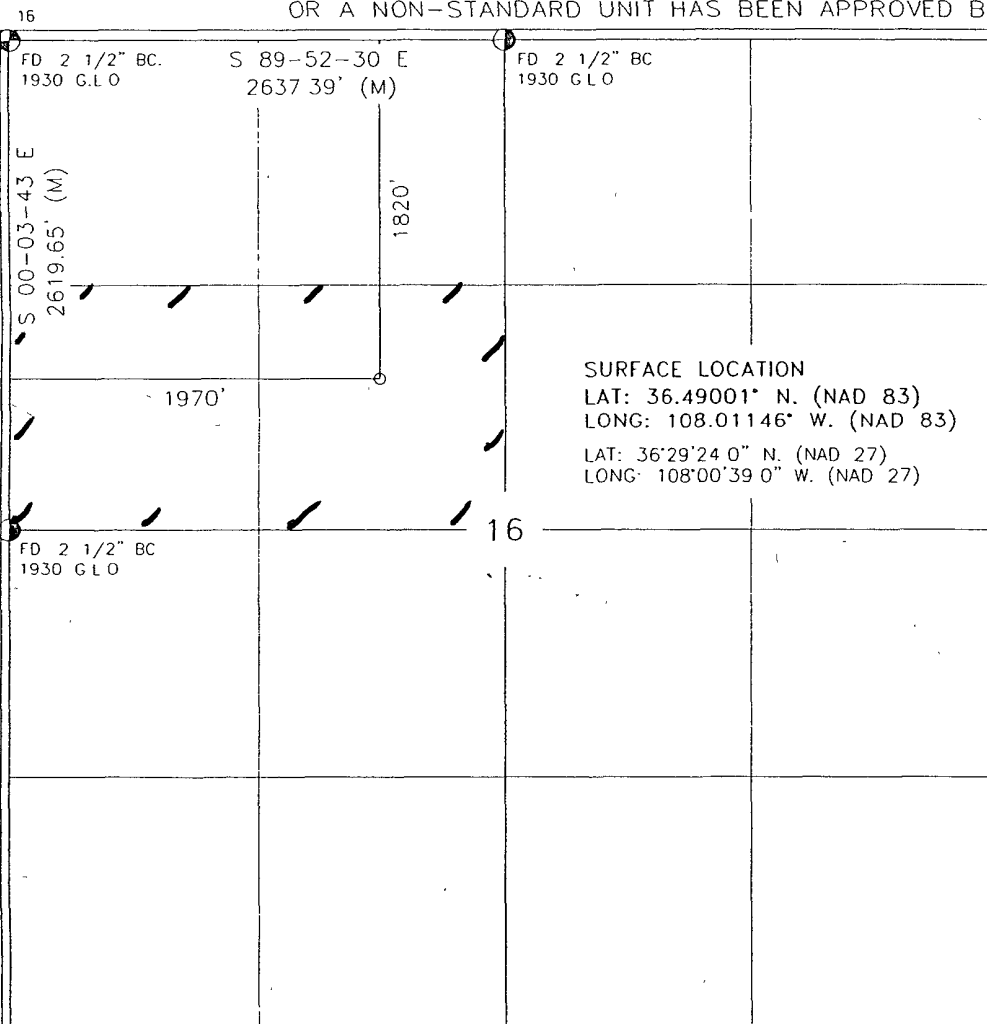 16
OR A NON-STANDARD UNIT HAS BEEN APPROVED B
FD 2 1/2" BC.
1930 G.L O
S 89-52-30 E
2637 39' (M)
FD 2 1/2" BC
1930 G L O
S 00-03-43 E
2619.65' (M)
1820'
1970'
SURFACE LOCATION
LAT: 36.49001° N. (NAD 83)
LONG: 108.01146° W. (NAD 83)
LAT: 36°29'24 0" N. (NAD 27)
LONG· 108°00'39 0" W. (NAD 27)
16
FD 2 1/2" BC
1930 G L O